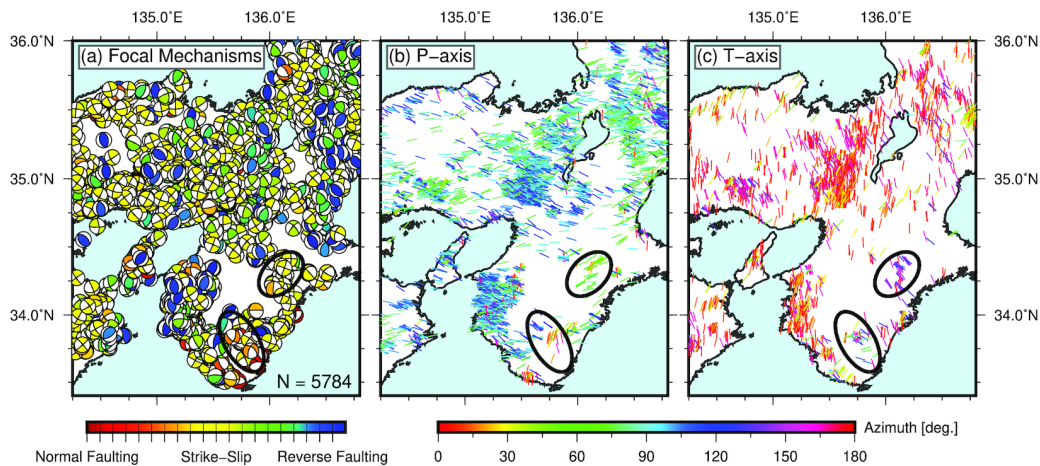 135.0°E 136.0°E 135.0°E 136.0°E 135.0°E 136.0°E
36.0°N (a) Focal Mechanisms (b) P−axis (c) T−axis 36.0°N
35.0°N 35.0°N
34.0°N 34.0°N
N = 5784
Normal Faulting Strike−Slip Reverse Faulting
Azimuth [deg.]
0 30 60 90 120 150 180